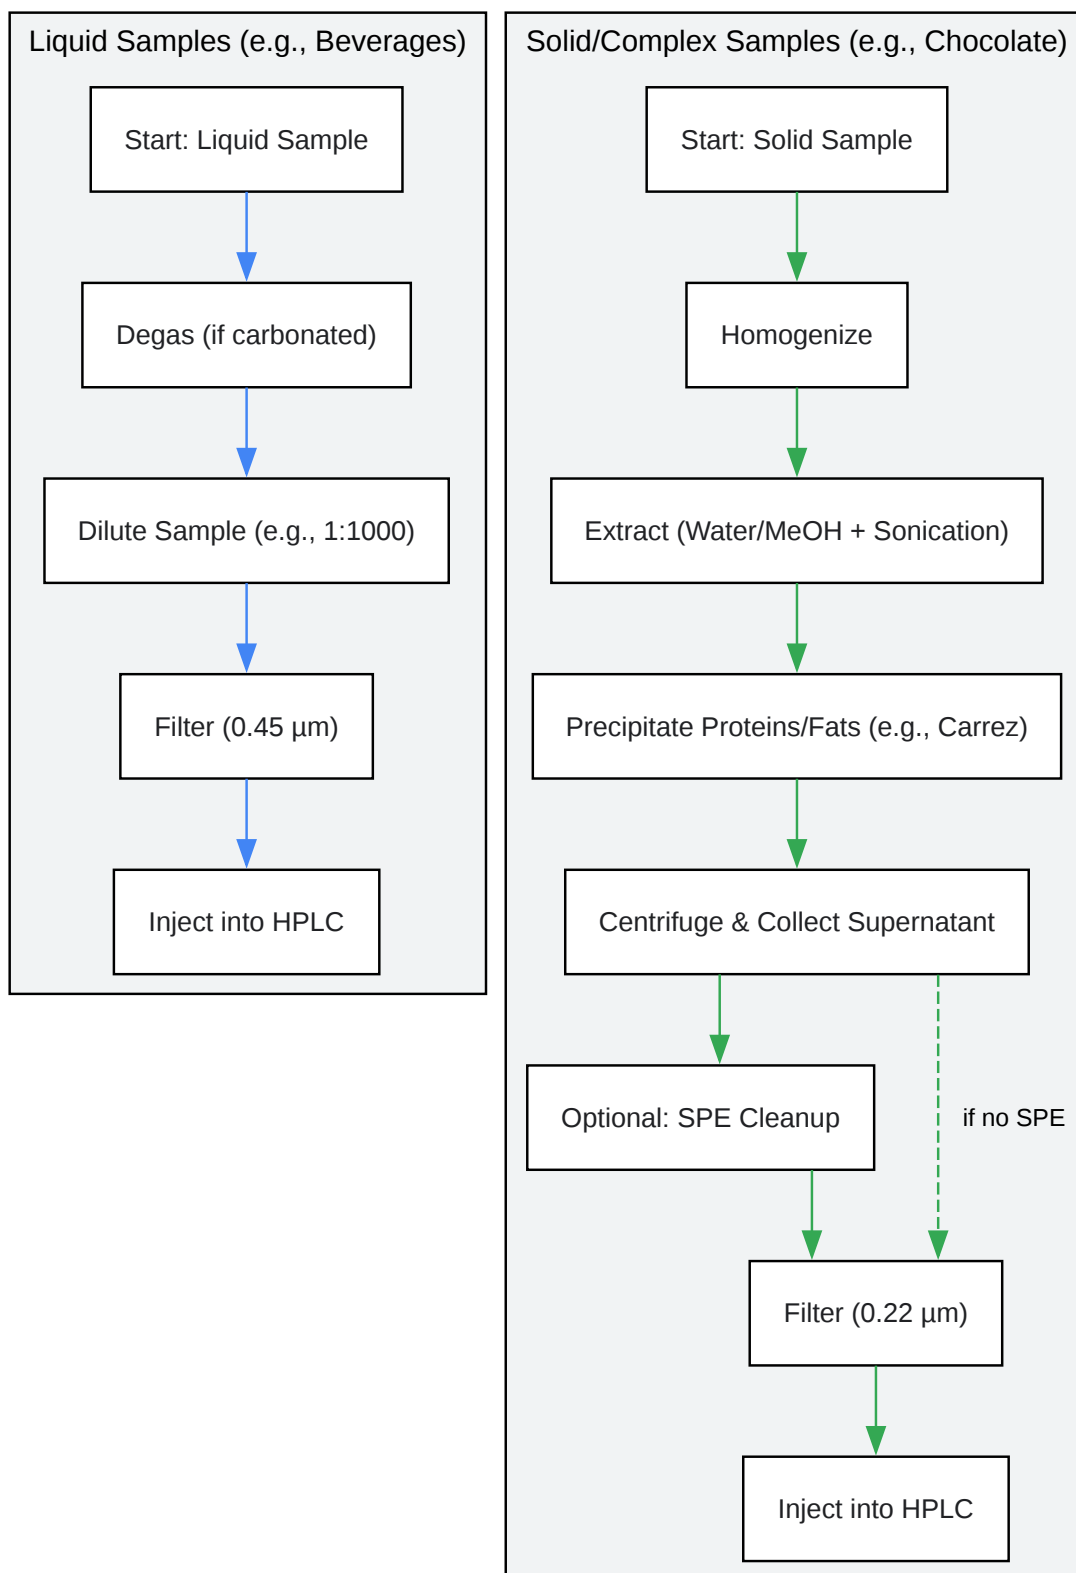 Liquid Samples (e.g., Beverages)
Start: Liquid Sample
Degas (if carbonated)
Dilute Sample (e.g., 1:1000)
Filter (0.45 µm)
Inject into HPLC
Solid/Complex Samples (e.g., Chocolate)
Start: Solid Sample
Homogenize
Extract (Water/MeOH + Sonication)
Precipitate Proteins/Fats (e.g., Carrez)
Centrifuge & Collect Supernatant
Optional: SPE Cleanup
if no SPE
Filter (0.22 µm)
Inject into HPLC